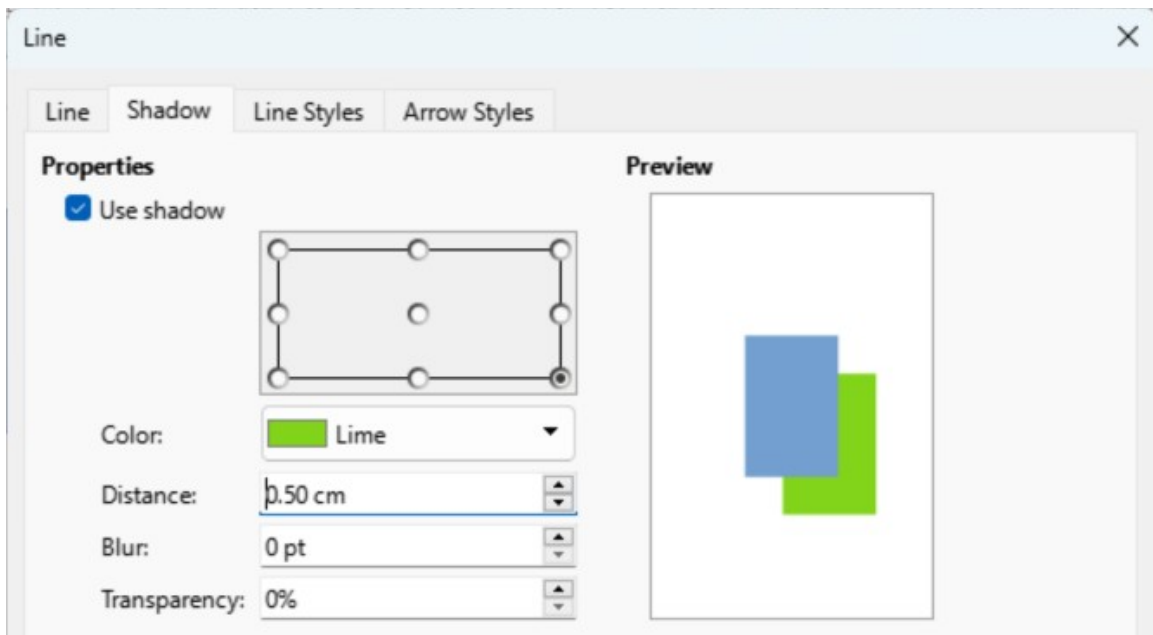 Line
Line Shadow Line Styles Arrow Styles
Properties
Preview
Use shadow
Color: Lime
Distance: 0.50 cm
Blur: 0 pt
Transparency: 0%